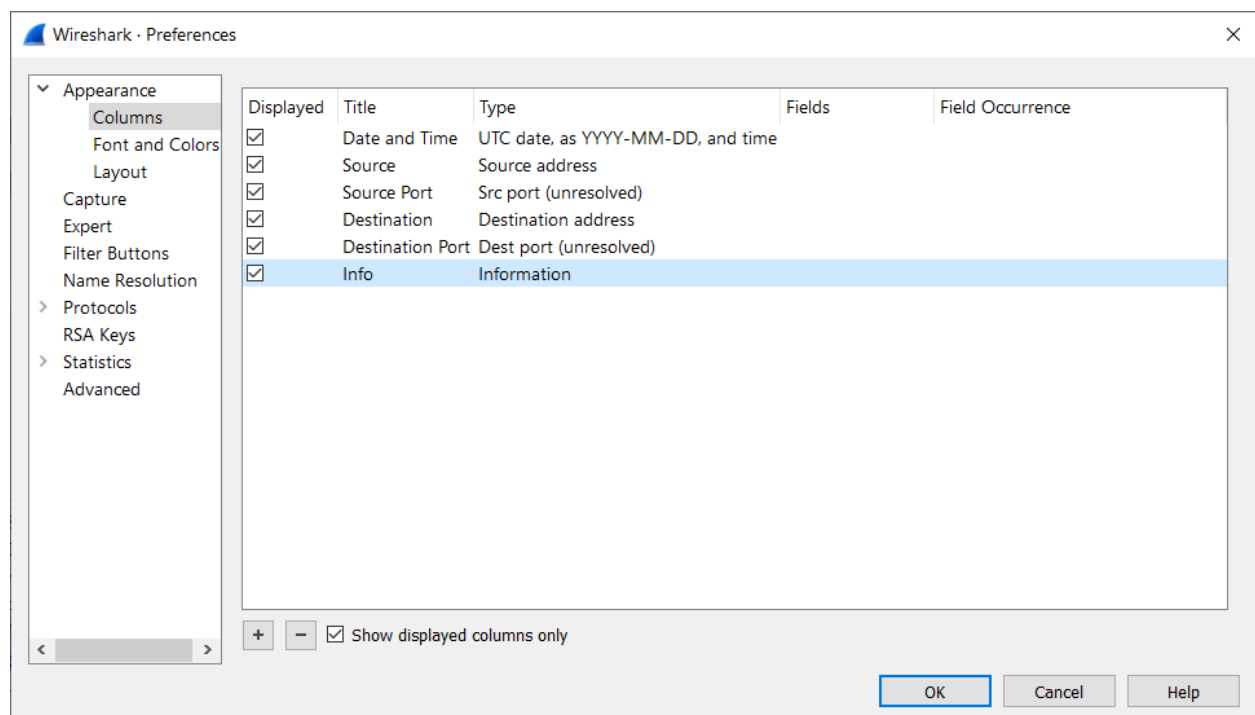 Wireshark · Preferences
Appearance
Columns
Font and Colors
Layout
Capture
Expert
Filter Buttons
Name Resolution
Protocols
RSA Keys
Statistics
Advanced
Displayed Title Type Fields Field Occurrence
Date and Time UTC date, as YYYY-MM-DD, and time
Source Source address
Source Port Src port (unresolved)
Destination Destination address
Destination Port Dest port (unresolved)
Info Information
+ − Show displayed columns only
OK Cancel Help